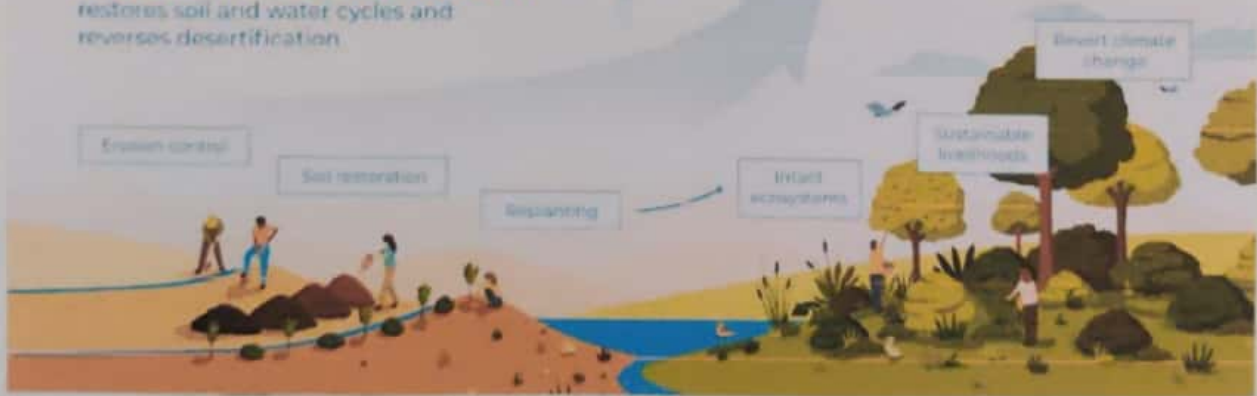 restores soil and water cycles and
reverses desertification
Erosion control
Soil restoration
Replanting
Intact
ecosystems
Sustainable
livelihoods
Revert climate
change